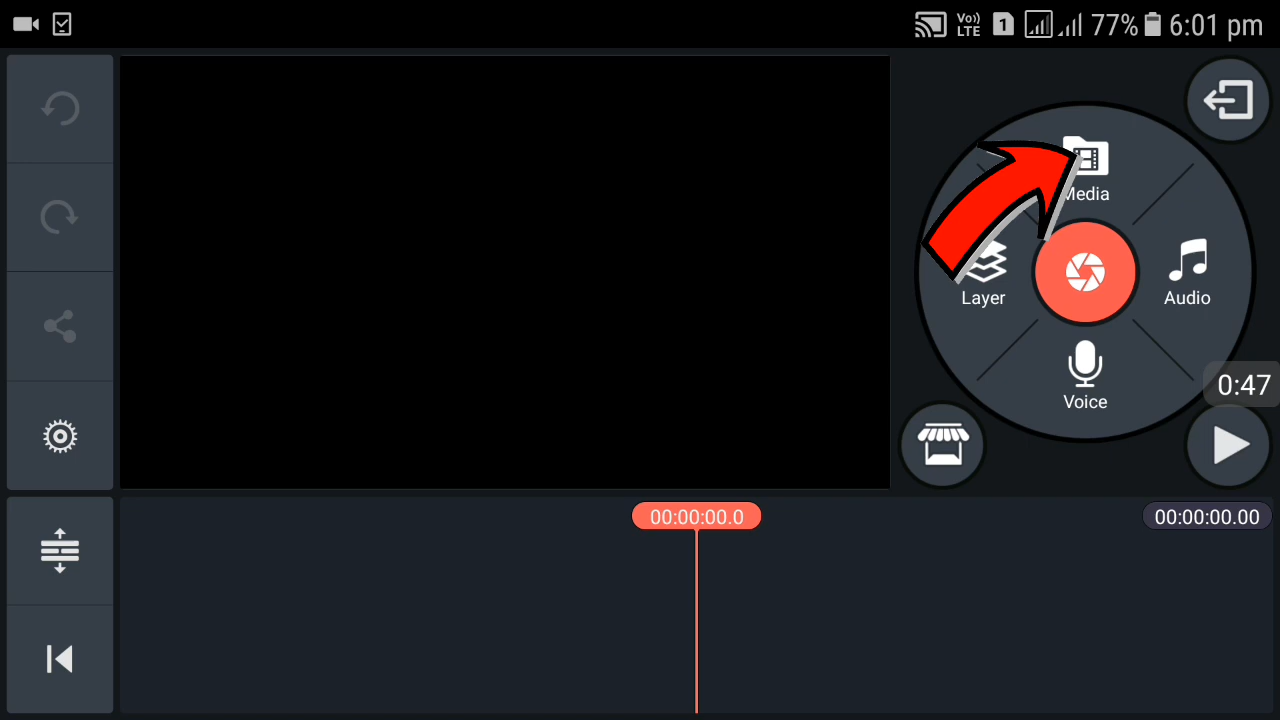 Vo)) LTE 1 77% 6:01 pm
Media
Layer
Audio
Voice
0:47
00:00:00.0
00:00:00.00